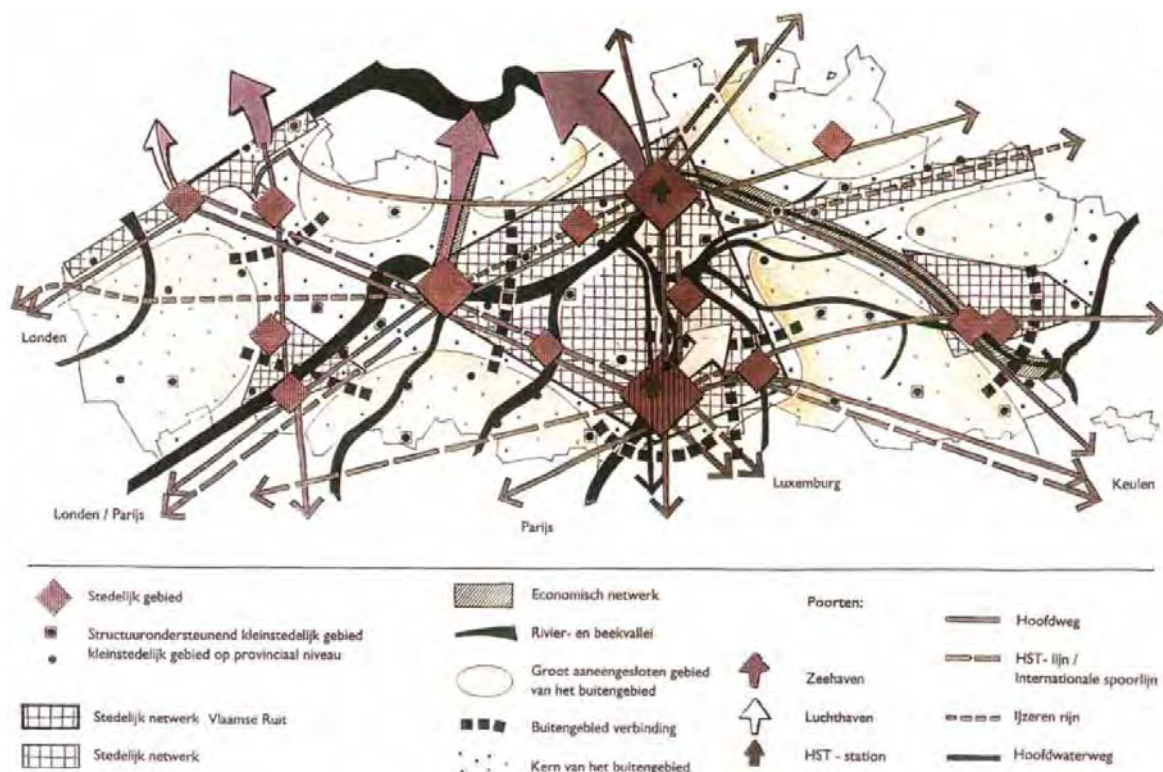 Londen
Londen / Parijs
Parijs
Luxemburg
Keulen
Stedelijk gebied
Structuurondersteunend kleinstedelijk gebied
kleinstedelijk gebied op provinciaal niveau
Stedelijk netwerk Vlaamse Ruit
Stedelijk netwerk
Economisch netwerk
Rivier- en beekvallei
Groot aaneengesloten gebied
van het buitengebied
Buitengebied verbinding
Kern van het buitengebied
Poorten:
Zeehaven
Luchthaven
HST - station
Hoofdweg
HST - lijn /
Internationale spoorlijn
IJzeren rijn
Hoofdwaterweg